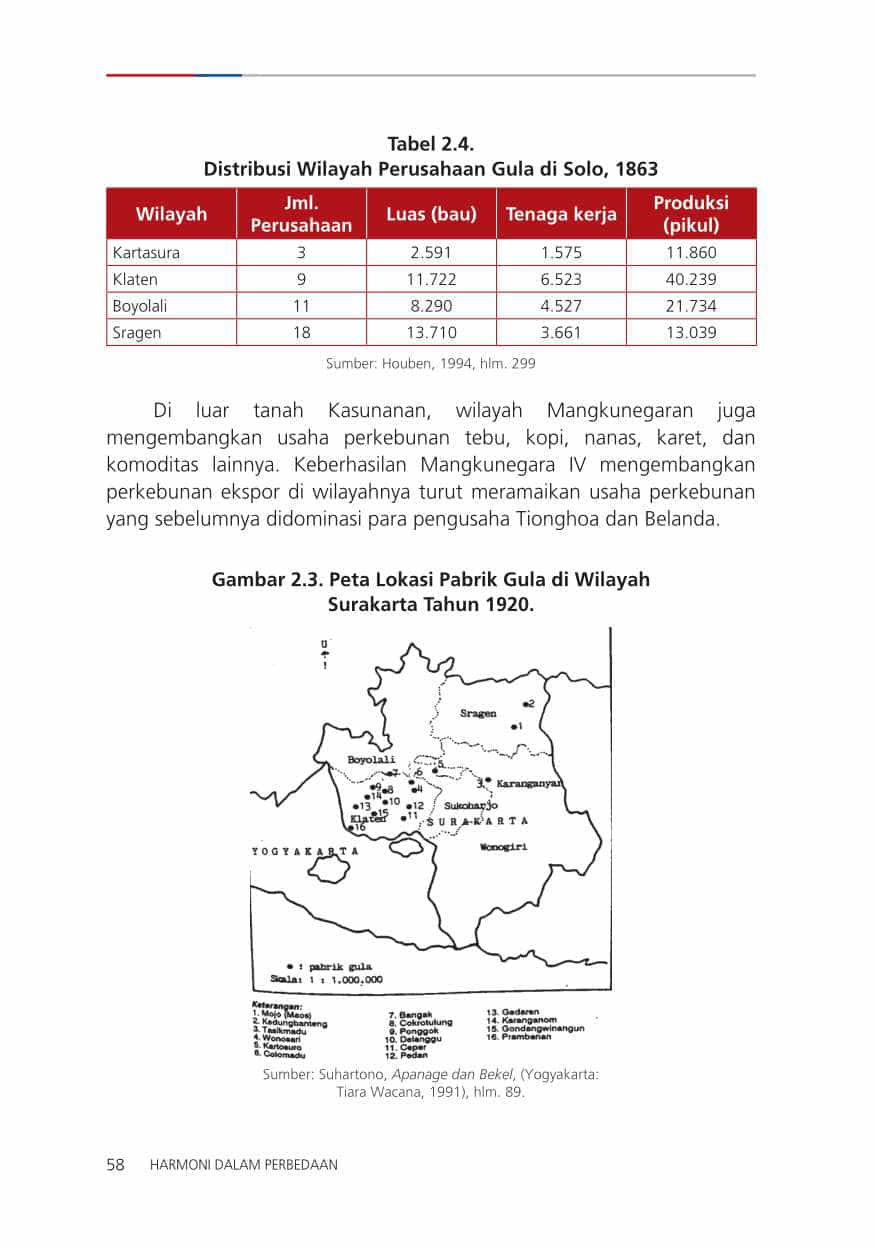 Tabel 2.4.
Distribusi Wilayah Perusahaan Gula di Solo, 1863
Wilayah Jml. Perusahaan Luas (bau) Tenaga kerja Produksi (pikul)
Kartasura 3 2.591 1.575 11.860
Klaten 9 11.722 6.523 40.239
Boyolali 11 8.290 4.527 21.734
Sragen 18 13.710 3.661 13.039
Sumber: Houben, 1994, hlm. 299
Di luar tanah Kasunanan, wilayah Mangkunegaran juga
mengembangkan usaha perkebunan tebu, kopi, nanas, karet, dan
komoditas lainnya. Keberhasilan Mangkunegara IV mengembangkan
perkebunan ekspor di wilayahnya turut meramaikan usaha perkebunan
yang sebelumnya didominasi para pengusaha Tionghoa dan Belanda.
Gambar 2.3. Peta Lokasi Pabrik Gula di Wilayah
Surakarta Tahun 1920.
U
2
Sragen
1
Boyolali
5
7
6
3
Karanganyar
9
8
4
14
10
13
12
Sukoharjo
15
11
Klaten
SURAKARTA
16
Wonogiri
YOGYAKARTA
: pabrik gula
Skala: 1 : 1.000.000
Keterangan:
1. Mojo (Maos)
2. Kedungbanteng
3. Tasikmadu
4. Wonosari
5. Kartosuro
6. Colomadu
7. Bangak
8. Cokrotulung
9. Ponggok
10. Delanggu
11. Ceper
12. Pedan
13. Gedaren
14. Karanganom
15. Gondangwinangun
16. Prambanan
Sumber: Suhartono, Apanage dan Bekel, (Yogyakarta:
Tiara Wacana, 1991), hlm. 89.
58 HARMONI DALAM PERBEDAAN